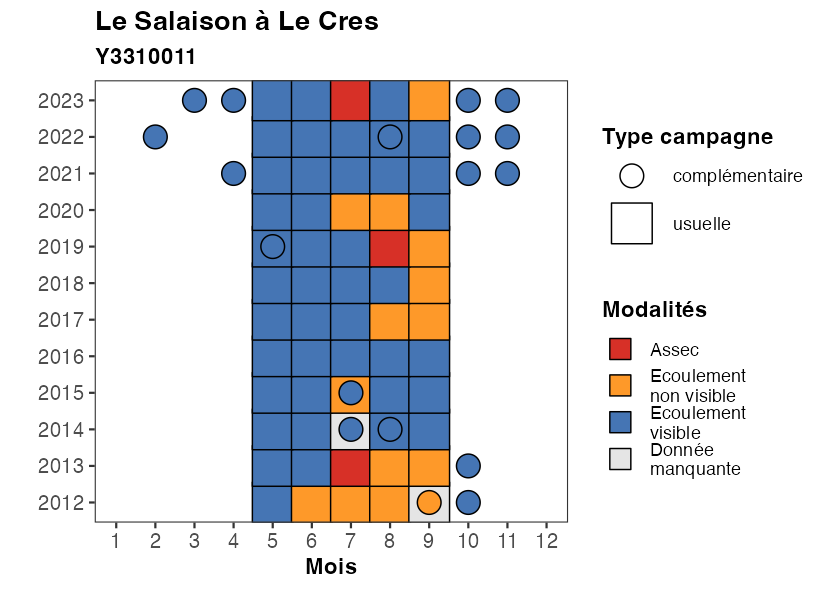 Le Salaison à Le Cres
Y3310011
2023
2022
2021
2020
2019
2018
2017
2016
2015
2014
2013
2012
1 2 3 4 5 6 7 8 9 10 11 12
Mois
Type campagne
complémentaire
usuelle
Modalités
Assec
Ecoulement
non visible
Ecoulement
visible
Donnée
manquante